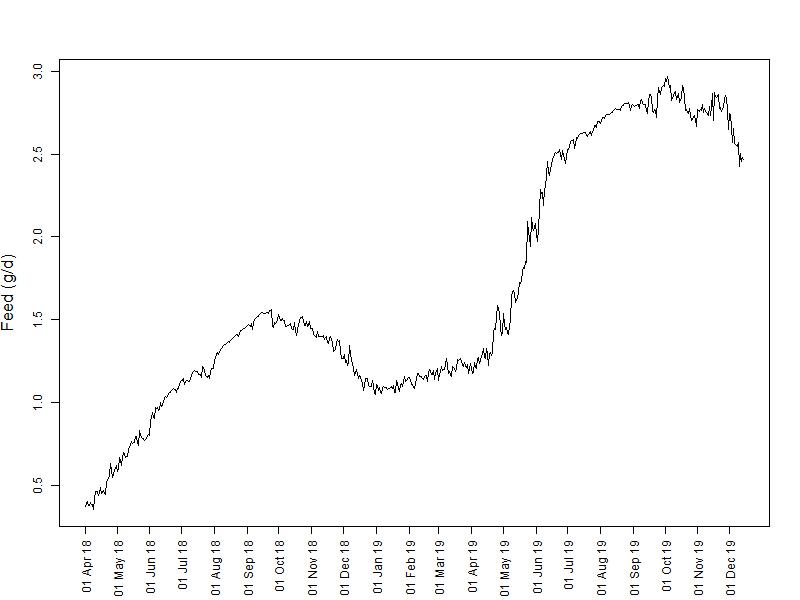 Feed (g/d)
3.0
2.5
2.0
1.5
1.0
0.5
01 Apr 18
01 May 18
01 Jun 18
01 Jul 18
01 Aug 18
01 Sep 18
01 Oct 18
01 Nov 18
01 Dec 18
01 Jan 19
01 Feb 19
01 Mar 19
01 Apr 19
01 May 19
01 Jun 19
01 Jul 19
01 Aug 19
01 Sep 19
01 Oct 19
01 Nov 19
01 Dec 19